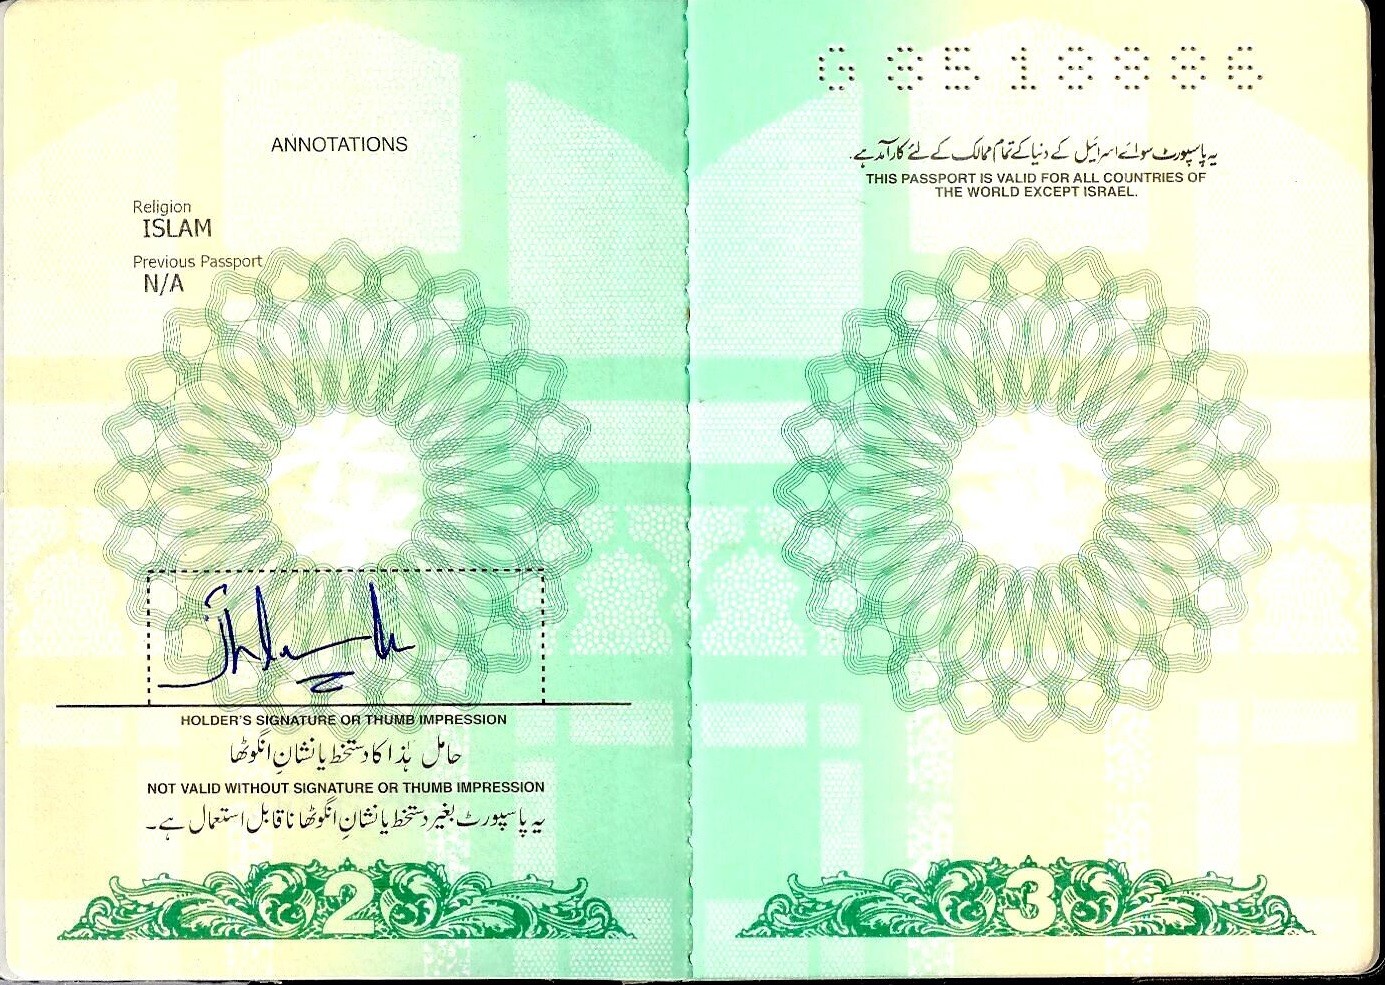 ANNOTATIONS
Religion
ISLAM
Previous Passport
N/A
HOLDER'S SIGNATURE OR THUMB IMPRESSION
حامل ہٰذا کا دستخط یا نشانِ انگوٹھا
NOT VALID WITHOUT SIGNATURE OR THUMB IMPRESSION
یہ پاسپورٹ بغیر دستخط یا نشانِ انگوٹھا ناقابل استعمال ہے۔
2
یہ پاسپورٹ سوائے اسرائیل کے دنیا کے تمام ممالک کے لئے کارآمد ہے.
THIS PASSPORT IS VALID FOR ALL COUNTRIES OF
THE WORLD EXCEPT ISRAEL.
3